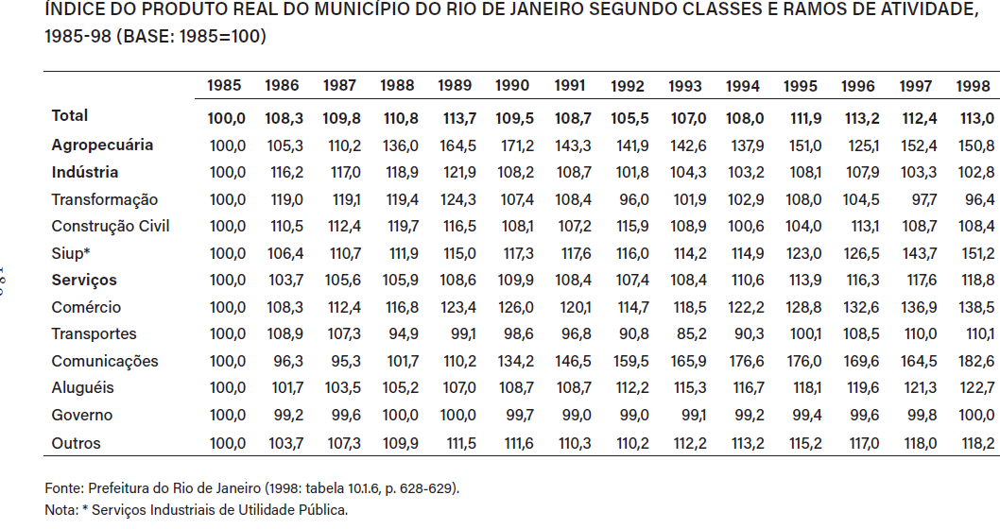 ÍNDICE DO PRODUTO REAL DO MUNICÍPIO DO RIO DE JANEIRO SEGUNDO CLASSES E RAMOS DE ATIVIDADE,
1985-98 (BASE: 1985=100)
1985 1986 1987 1988 1989 1990 1991 1992 1993 1994 1995 1996 1997 1998
Total 100,0 108,3 109,8 110,8 113,7 109,5 108,7 105,5 107,0 108,0 111,9 113,2 112,4 113,0
Agropecuária 100,0 105,3 110,2 136,0 164,5 171,2 143,3 141,9 142,6 137,9 151,0 125,1 152,4 150,8
Indústria 100,0 116,2 117,0 118,9 121,9 108,2 108,7 101,8 104,3 103,2 108,1 107,9 103,3 102,8
Transformação 100,0 119,0 119,1 119,4 124,3 107,4 108,4 96,0 101,9 102,9 108,0 104,5 97,7 96,4
Construção Civil 100,0 110,5 112,4 119,7 116,5 108,1 107,2 115,9 108,9 100,6 104,0 113,1 108,7 108,4
Siup* 100,0 106,4 110,7 111,9 115,0 117,3 117,6 116,0 114,2 114,9 123,0 126,5 143,7 151,2
Serviços 100,0 103,7 105,6 105,9 108,6 109,9 108,4 107,4 108,4 110,6 113,9 116,3 117,6 118,8
Comércio 100,0 108,3 112,4 116,8 123,4 126,0 120,1 114,7 118,5 122,2 128,8 132,6 136,9 138,5
Transportes 100,0 108,9 107,3 94,9 99,1 98,6 96,8 90,8 85,2 90,3 100,1 108,5 110,0 110,1
Comunicações 100,0 96,3 95,3 101,7 110,2 134,2 146,5 159,5 165,9 176,6 176,0 169,6 164,5 182,6
Aluguéis 100,0 101,7 103,5 105,2 107,0 108,7 108,7 112,2 115,3 116,7 118,1 119,6 121,3 122,7
Governo 100,0 99,2 99,6 100,0 100,0 99,7 99,0 99,0 99,1 99,2 99,4 99,6 99,8 100,0
Outros 100,0 103,7 107,3 109,9 111,5 111,6 110,3 110,2 112,2 113,2 115,2 117,0 118,0 118,2
Fonte: Prefeitura do Rio de Janeiro (1998: tabela 10.1.6, p. 628-629).
Nota: * Serviços Industriais de Utilidade Pública.